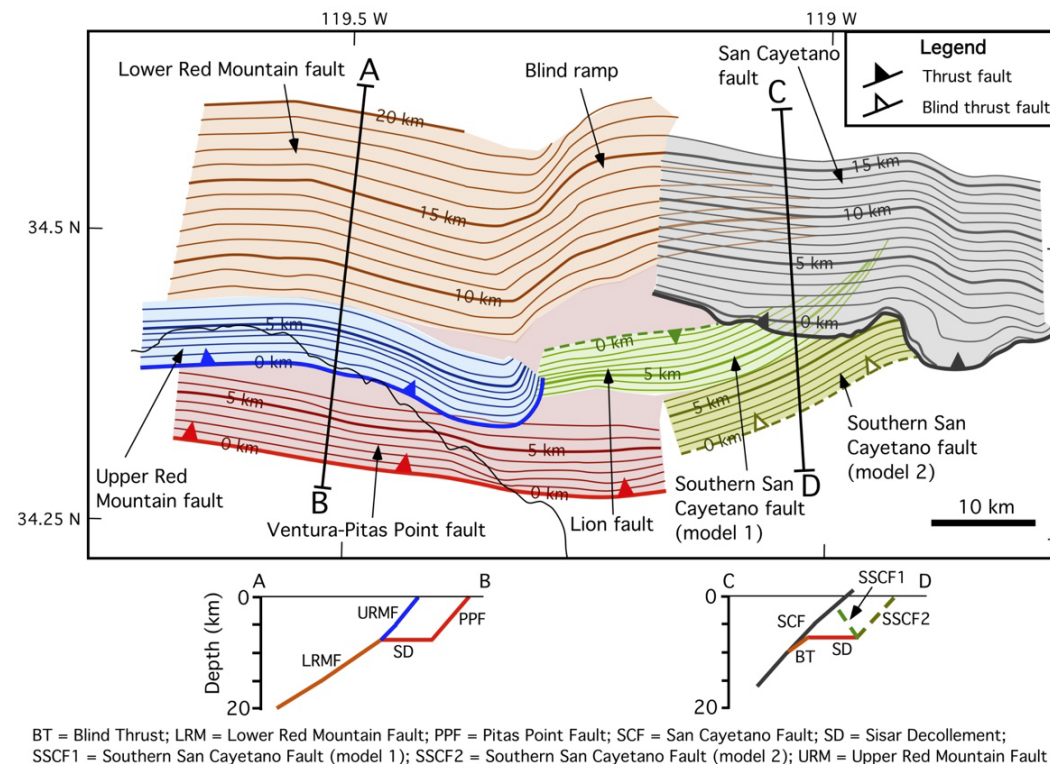 119.5 W
119 W
Lower Red Mountain fault
A
Blind ramp
San Cayetano
fault
C
Legend
Thrust fault
Blind thrust fault
20 km
15 km
15 km
10 km
34.5 N
5 km
10 km
5 km
0 km
0 km
0 km
5 km
5 km
5 km
5 km
0 km
0 km
0 km
Upper Red
Mountain fault
B
Ventura-Pitas Point fault
Lion fault
Southern San
Cayetano fault
(model 1)
D
Southern San
Cayetano fault
(model 2)
34.25 N
10 km
A
B
0
URMF
PPF
LRMF
SD
Depth (km)
20
C
D
SSCF1
0
SCF
SSCF2
BT
SD
20
BT = Blind Thrust; LRM = Lower Red Mountain Fault; PPF = Pitas Point Fault; SCF = San Cayetano Fault; SD = Sisar Decollement;
SSCF1 = Southern San Cayetano Fault (model 1); SSCF2 = Southern San Cayetano Fault (model 2); URM = Upper Red Mountain Fault